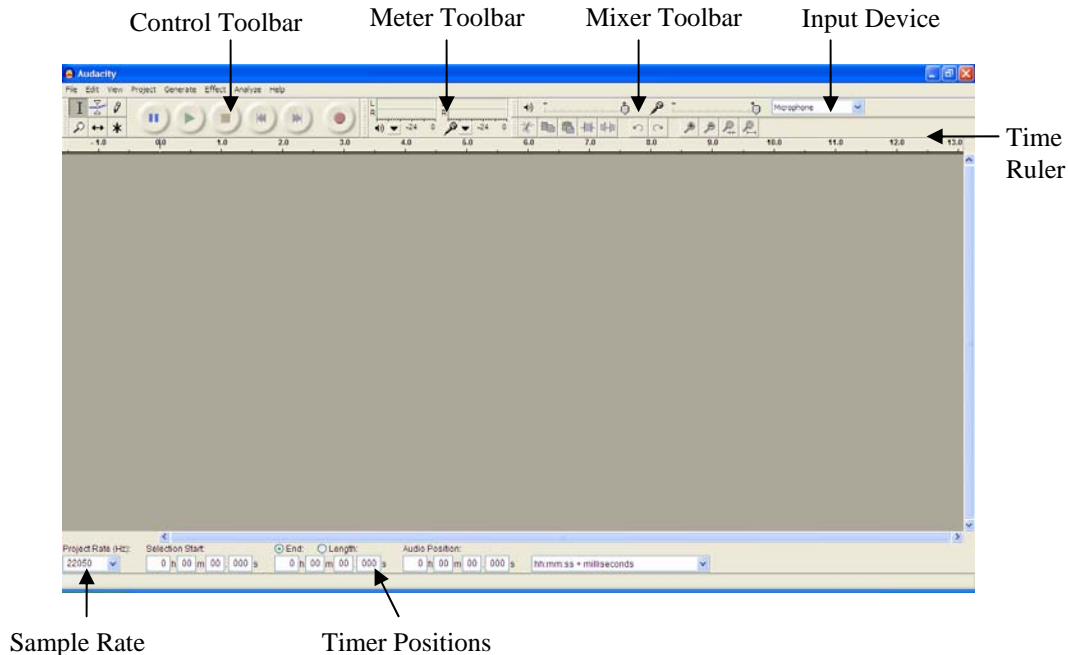 Control Toolbar Meter Toolbar Mixer Toolbar Input Device
Audacity
File Edit View Project Generate Effect Analyze Help
L
R
R
Microphone
-24 0 -24 0
Time
Ruler
- 1.0 0.0 1.0 2.0 3.0 4.0 5.0 6.0 7.0 8.0 9.0 10.0 11.0 12.0 13.0
Project Rate (Hz): Selection Start: End: Length: Audio Position:
22050 0 h 00 m 00 . 000 s 0 h 00 m 00 . 000 s 0 h 00 m 00 . 000 s hh:mm:ss + milliseconds
Sample Rate Timer Positions